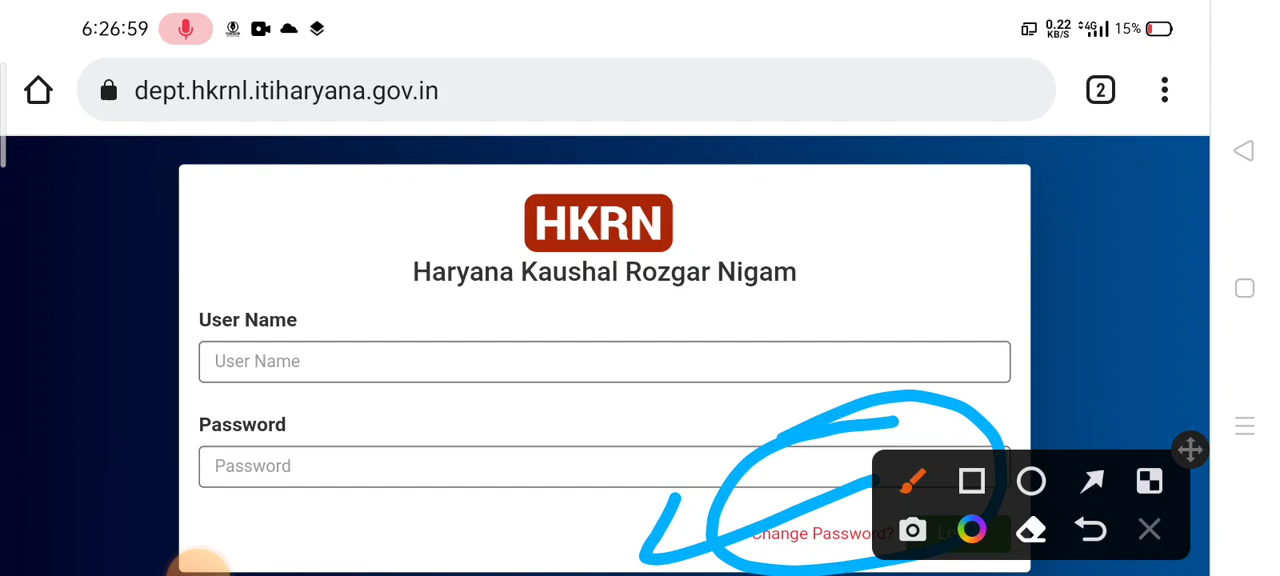 6:26:59 0.22 KB/S 4G 15%
dept.hkrnl.itiharyana.gov.in 2
HKRN
Haryana Kaushal Rozgar Nigam
User Name
User Name
Password
Password
Change Password?